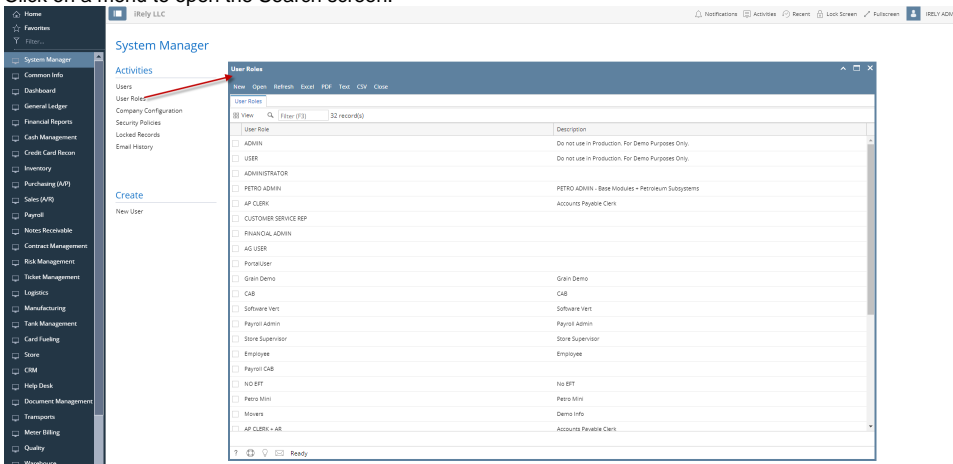 Click on a menu to open the Search screen.
Home
iRely LLC
Notifications Activities Recent Lock Screen Fullscreen IRELY ADM
Favorites
Filter...
System Manager
Common Info
Dashboard
General Ledger
Financial Reports
Cash Management
Credit Card Recon
Inventory
Purchasing (A/P)
Sales (A/R)
Payroll
Notes Receivable
Contract Management
Risk Management
Ticket Management
Logistics
Manufacturing
Tank Management
Card Fueling
Store
CRM
Help Desk
Document Management
Transports
Meter Billing
Quality
Warehouse
System Manager
Activities
Users
User Roles
Company Configuration
Security Policies
Locked Records
Email History
Create
New User
User Roles
New Open Refresh Excel PDF Text CSV Close
User Roles
View Filter (F3) 32 record(s)
User Role Description
ADMIN Do not use in Production. For Demo Purposes Only.
USER Do not use in Production. For Demo Purposes Only.
ADMINISTRATOR
PETRO ADMIN PETRO ADMIN - Base Modules + Petroleum Subsystems
AP CLERK Accounts Payable Clerk
CUSTOMER SERVICE REP
FINANCIAL ADMIN
AG USER
PortalUser
Grain Demo Grain Demo
CAB CAB
Software Vert Software Vert
Payroll Admin Payroll Admin
Store Supervisor Store Supervisor
Employee Employee
Payroll CAB
NO EFT No EFT
Petro Mini Petro Mini
Movers Demo Info
AP CLERK + AR Accounts Payable Clerk
? Ready